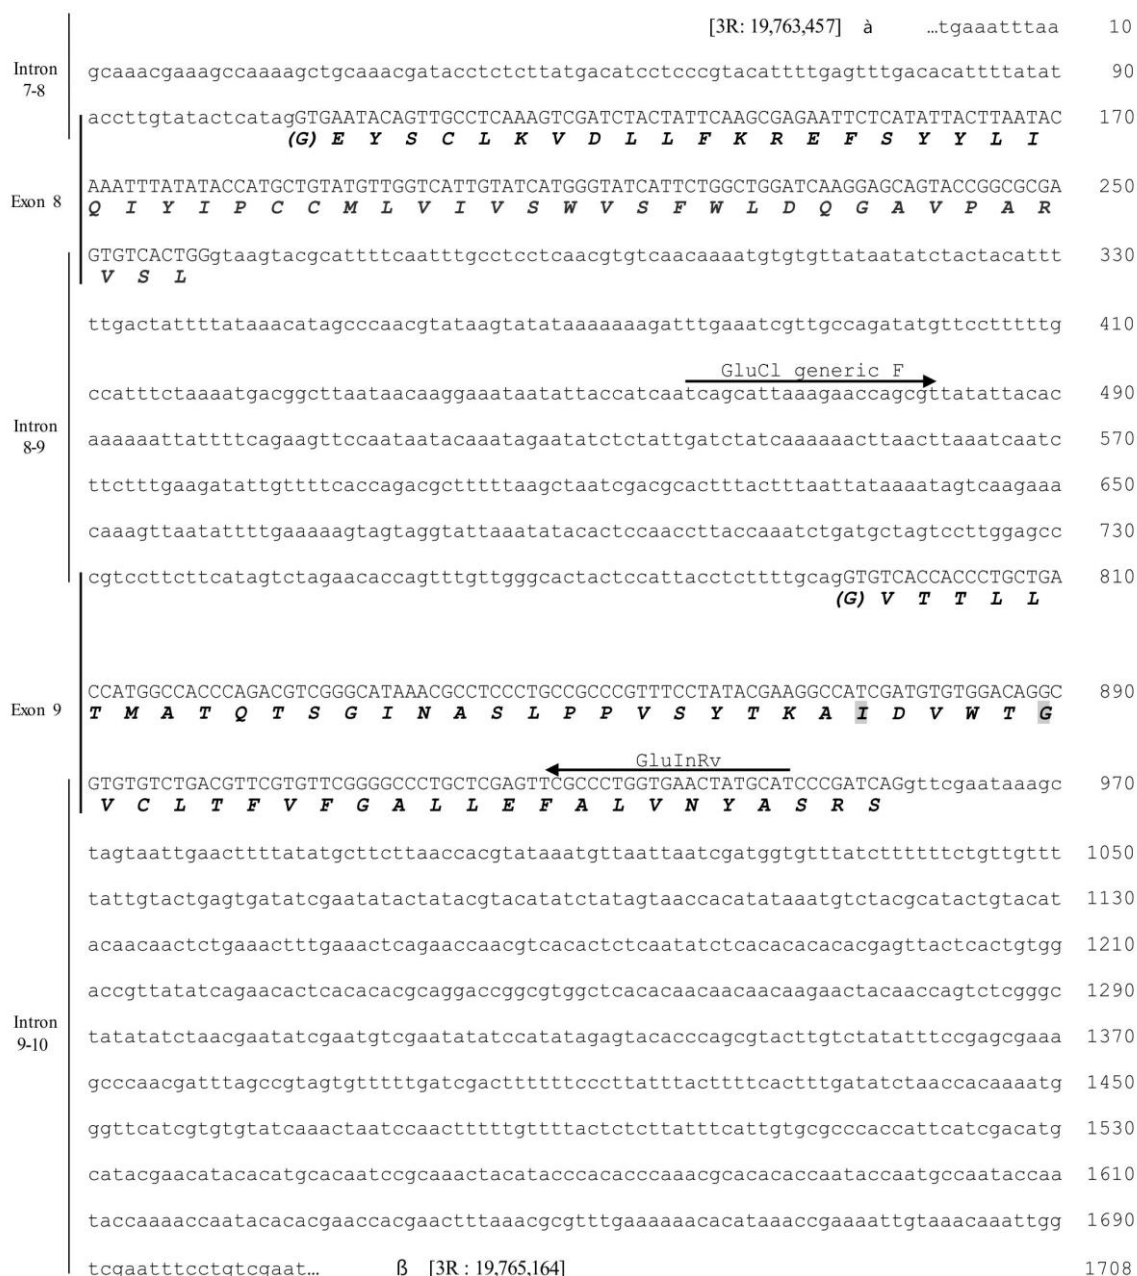 [3R: 19,763,457] à …tgaaatttaa 10
Intron
7-8
gcaaacgaaagccaaaagctgcaaacgatacctctcttatgacatcctcccgtacattttgagtttgacacattttatat 90
accttgtatactcatagGTGAATACAGTTGCCTCAAAGTCGATCTACTATTCAAGCGAGAATTCTCATATTACTTAATAC 170
(G) E Y S C L K V D L L F K R E F S Y Y L I
Exon 8
AAATTTATATACCATGCTGTATGTTGGTCATTGTATCATGGGTATCATTCTGGCTGGATCAAGGAGCAGTACCGGCGCGA 250
Q I Y I P C C M L V I V S W V S F W L D Q G A V P A R
GTGTCACTGGgtaagtacgcattttcaatttgcctcctcaacgtgtcaacaaaatgtgtgttataatatctactacattt 330
V S L
ttgactattttataaacatagcccaacgtataagtatataaaaaaagatttgaaatcgttgccagatatgttcctttttg 410
GluCl generic F
ccatttctaaaatgacggcttaataacaaggaaataatattaccatcaatcagcattaaagaaccagcgttatattacac 490
Intron
8-9
aaaaaattattttcagaagttccaataatacaaatagaatatctctattgatctatcaaaaaacttaacttaaatcaatc 570
ttctttgaagatattgttttcaccagacgctttttaagctaatcgacgcactttactttaattataaaatagtcaagaaa 650
caaagttaatattttgaaaaagtagtaggtattaaatatacactccaaccttaccaaatctgatgctagtccttggagcc 730
cgtccttcttcatagtctagaacaccagtttgttgggcactactccattacctcttttgcagGTGTCACCACCCTGCTGA 810
(G) V T T L L
Exon 9
CCATGGCCACCCAGACGTCGGGCATAAACGCCTCCCTGCCGCCCGTTTCCTATACGAAGGCCATCGATGTGTGGACAGGC 890
T M A T Q T S G I N A S L P P V S Y T K A I D V W T G
GluInRv
GTGTGTCTGACGTTCGTGTTCGGGGCCCTGCTCGAGTTCGCCCTGGTGAACTATGCATCCCGATCAGgttcgaataaagc 970
V C L T F V F G A L L E F A L V N Y A S R S
tagtaattgaacttttatatgcttcttaaccacgtataaatgttaattaatcgatggtgtttatcttttttctgttgttt 1050
tattgtactgagtgatatcgaatatactatacgtacatatctatagtaaccacatataaatgtctacgcatactgtacat 1130
acaacaactctgaaactttgaaactcagaaccaacgtcacactctcaatatctcacacacacacgagttactcactgtgg 1210
accgttatatcagaacactcacacacgcaggaccggcgtggctcacacaacaacaacaagaactacaaccagtctcgggc 1290
Intron
9-10
tatatatctaacgaatatcgaatgtcgaatatatccatatagagtacacccagcgtacttgtctatatttccgagcgaaa 1370
gcccaacgatttagccgtagtgtttttgatcgacttttttcccttatttacttttcactttgatatctaaccacaaaatg 1450
ggttcatcgtgtgtatcaaactaatccaactttttgttttactctcttatttcattgtgcgcccaccattcatcgacatg 1530
catacgaacatacacatgcacaatccgcaaactacatacccacacccaaacgcacacaccaataccaatgccaataccaa 1610
taccaaaaccaatacacacgaaccacgaactttaaacgcgtttgaaaaaacacataaaccgaaaattgtaaacaaattgg 1690
tcgaatttcctgtcgaat… ß [3R : 19,765,164] 1708